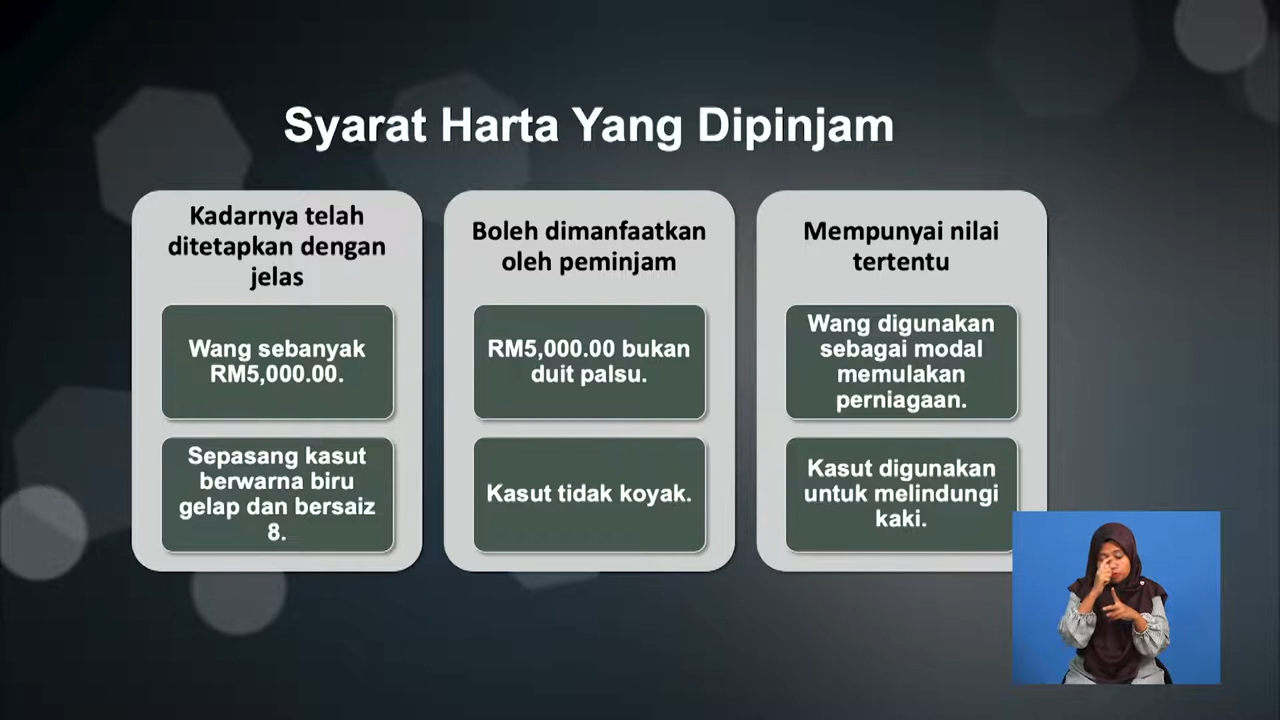 Syarat Harta Yang Dipinjam
Kadarnya telah
ditetapkan dengan
jelas
Wang sebanyak
RM5,000.00.
Sepasang kasut
berwarna biru
gelap dan bersaiz
8.
Boleh dimanfaatkan
oleh peminjam
RM5,000.00 bukan
duit palsu.
Kasut tidak koyak.
Mempunyai nilai
tertentu
Wang digunakan
sebagai modal
memulakan
perniagaan.
Kasut digunakan
untuk melindungi
kaki.